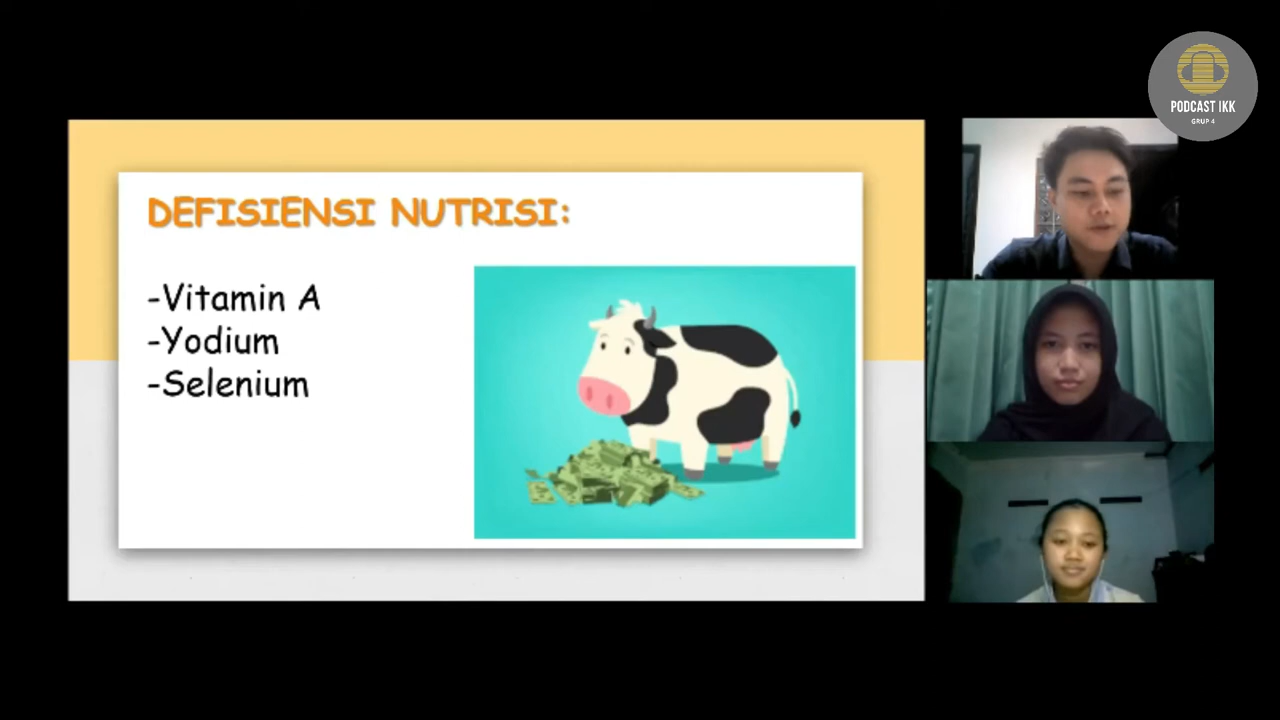 DEFISIENSI NUTRISI:
-Vitamin A
-Yodium
-Selenium
PODCAST IKK
GRUP 4